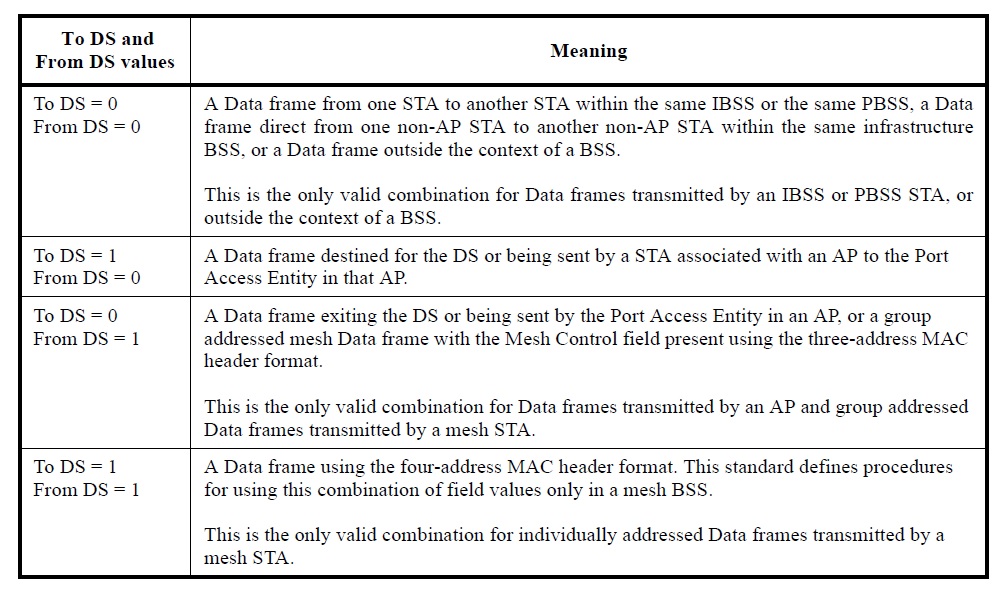 To DS and
From DS values
Meaning
To DS = 0
From DS = 0
A Data frame from one STA to another STA within the same IBSS or the same PBSS, a Data
frame direct from one non-AP STA to another non-AP STA within the same infrastructure
BSS, or a Data frame outside the context of a BSS.
This is the only valid combination for Data frames transmitted by an IBSS or PBSS STA, or
outside the context of a BSS.
To DS = 1
From DS = 0
A Data frame destined for the DS or being sent by a STA associated with an AP to the Port
Access Entity in that AP.
To DS = 0
From DS = 1
A Data frame exiting the DS or being sent by the Port Access Entity in an AP, or a group
addressed mesh Data frame with the Mesh Control field present using the three-address MAC
header format.
This is the only valid combination for Data frames transmitted by an AP and group addressed
Data frames transmitted by a mesh STA.
To DS = 1
From DS = 1
A Data frame using the four-address MAC header format. This standard defines procedures
for using this combination of field values only in a mesh BSS.
This is the only valid combination for individually addressed Data frames transmitted by a
mesh STA.